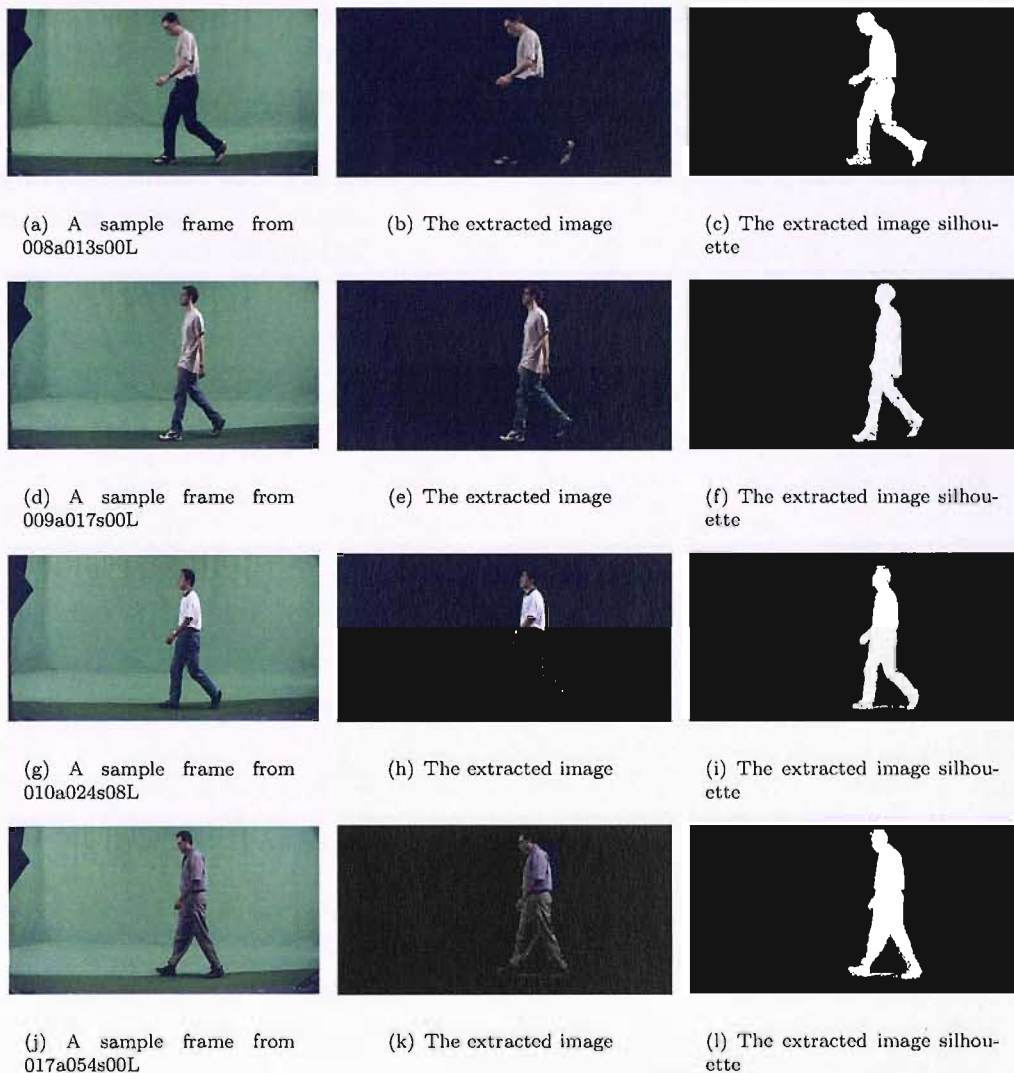 (a) A sample frame from
008a013s00L
(b) The extracted image
(c) The extracted image silhou-
ette
(d) A sample frame from
009a017s00L
(e) The extracted image
(f) The extracted image silhou-
ette
(g) A sample frame from
010a024s08L
(h) The extracted image
(i) The extracted image silhou-
ette
(j) A sample frame from
017a054s00L
(k) The extracted image
(l) The extracted image silhou-
ette